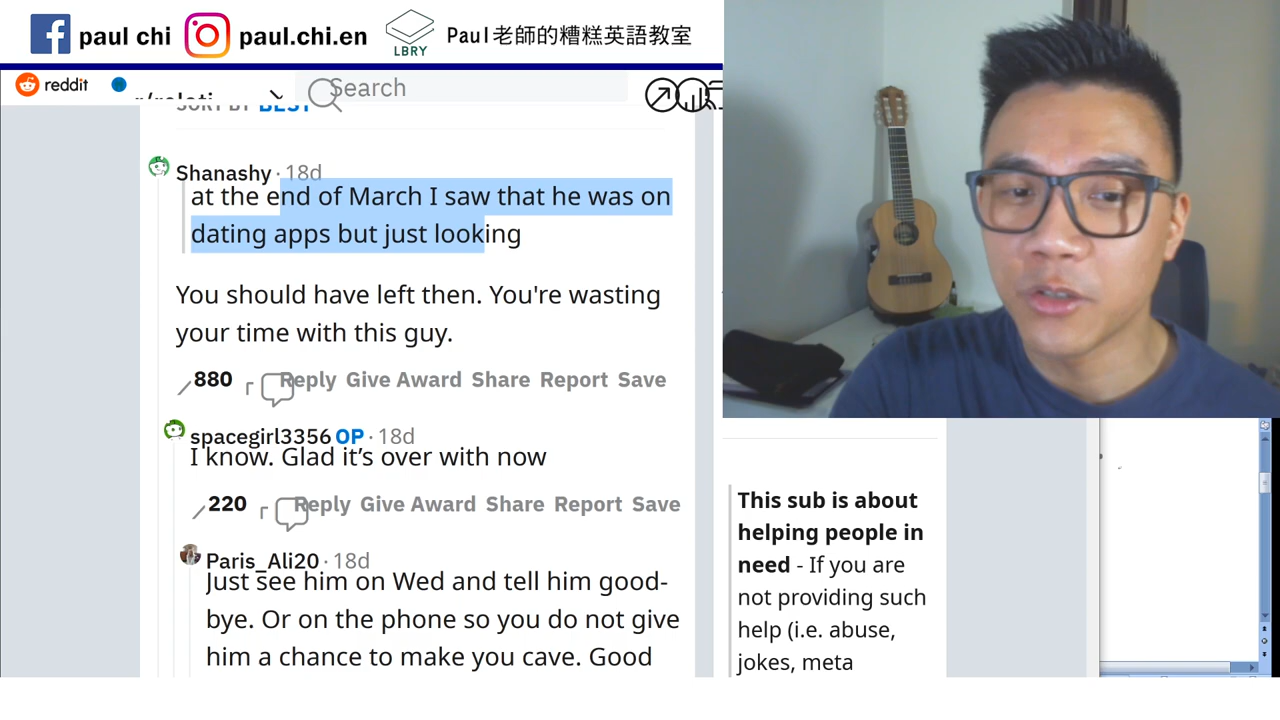 paul chi
paul.chi.en
LBRY
Paul老師的糟糕英語教室
reddit
Search
SORT BY BEST
Shanashy · 18d
at the end of March I saw that he was on
dating apps but just looking
You should have left then. You're wasting
your time with this guy.
880 Reply Give Award Share Report Save
spacegirl3356 OP · 18d
I know. Glad it’s over with now
220 Reply Give Award Share Report Save
Paris_Ali20 · 18d
Just see him on Wed and tell him good-
bye. Or on the phone so you do not give
him a chance to make you cave. Good
This sub is about
helping people in
need - If you are
not providing such
help (i.e. abuse,
jokes, meta